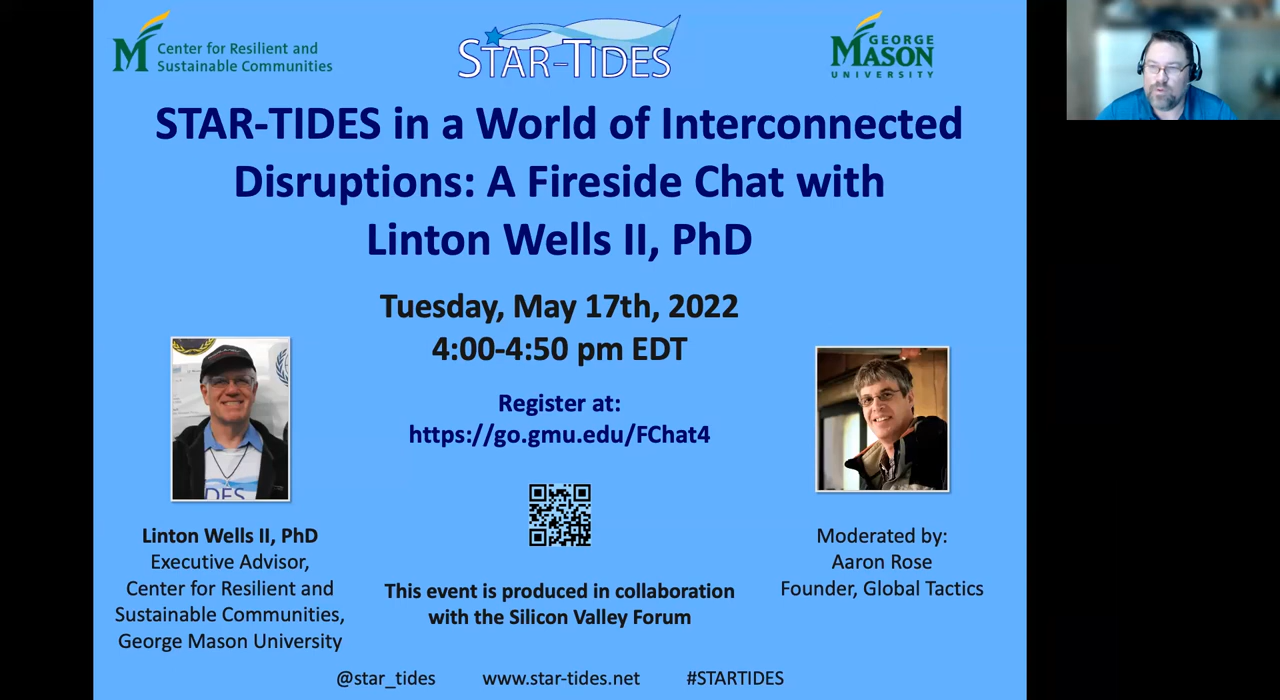 Center for Resilient and
Sustainable Communities
STAR-TIDES
GEORGE
MASON
UNIVERSITY
STAR-TIDES in a World of Interconnected
Disruptions: A Fireside Chat with
Linton Wells II, PhD
Tuesday, May 17th, 2022
4:00-4:50 pm EDT
Register at:
https://go.gmu.edu/FChat4
DES
Linton Wells II, PhD
Executive Advisor,
Center for Resilient and
Sustainable Communities,
George Mason University
This event is produced in collaboration
with the Silicon Valley Forum
Moderated by:
Aaron Rose
Founder, Global Tactics
@star_tides www.star-tides.net #STARTIDES